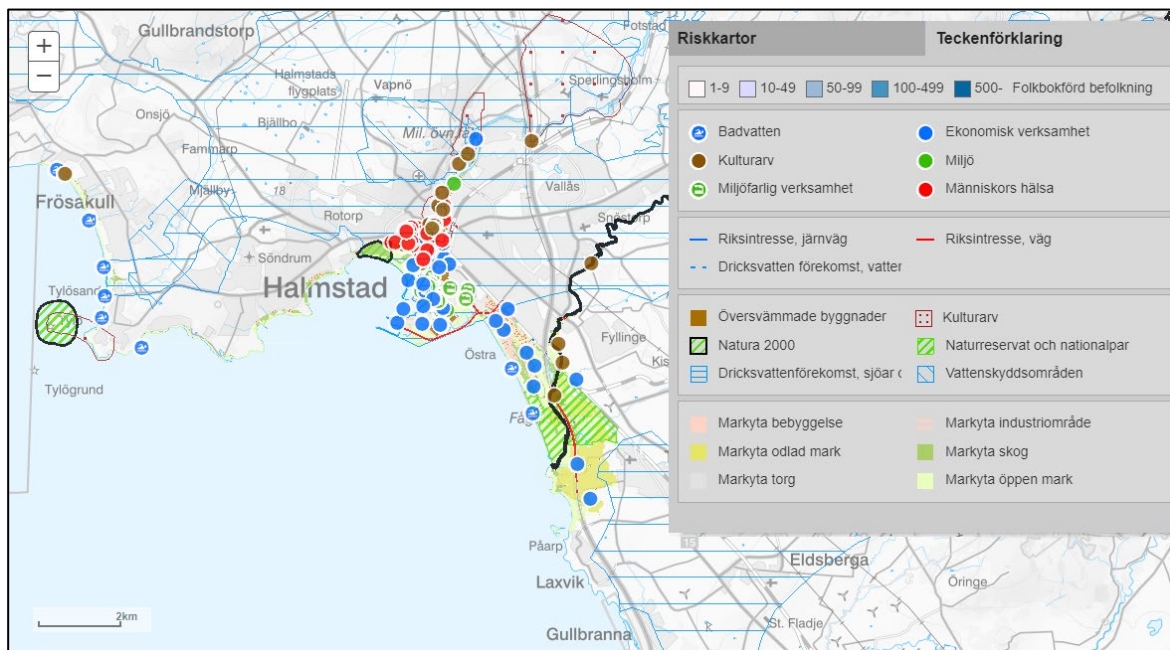 Riskkartor Teckenförklaring
1-9 10-49 50-99 100-499 500- Folkbokförd befolkning
Badvatten Ekonomisk verksamhet
Kulturarv Miljö
Miljöfarlig verksamhet Människors hälsa
Riksintresse, järnväg Riksintresse, väg
Dricksvatten förekomst, vatter
Översvämmade byggnader Kulturarv
Natura 2000 Naturreservat och nationalpar
Dricksvattenförekomst, sjöar o Vattenskyddsområden
Markyta bebyggelse Markyta industriområde
Markyta odlad mark Markyta skog
Markyta torg Markyta öppen mark
+
−
Gullbrandstorp
Fotstad
Halmstads
flygplats
Vapnö
Sperlingsholm
Onsjö
Bjällbo
Mil. övn.fä
Fammarp
Mjällby
18
Vallås
Frösakull
Rotorp
Snöstorp
Söndrum
Tylösand
Halmstad
Fyllinge
Östra
Kis
Tylögrund
Fåg
Påarp
15
Eldsberga
Laxvik
Öringe
St. Fladje
Gullbranna
2km